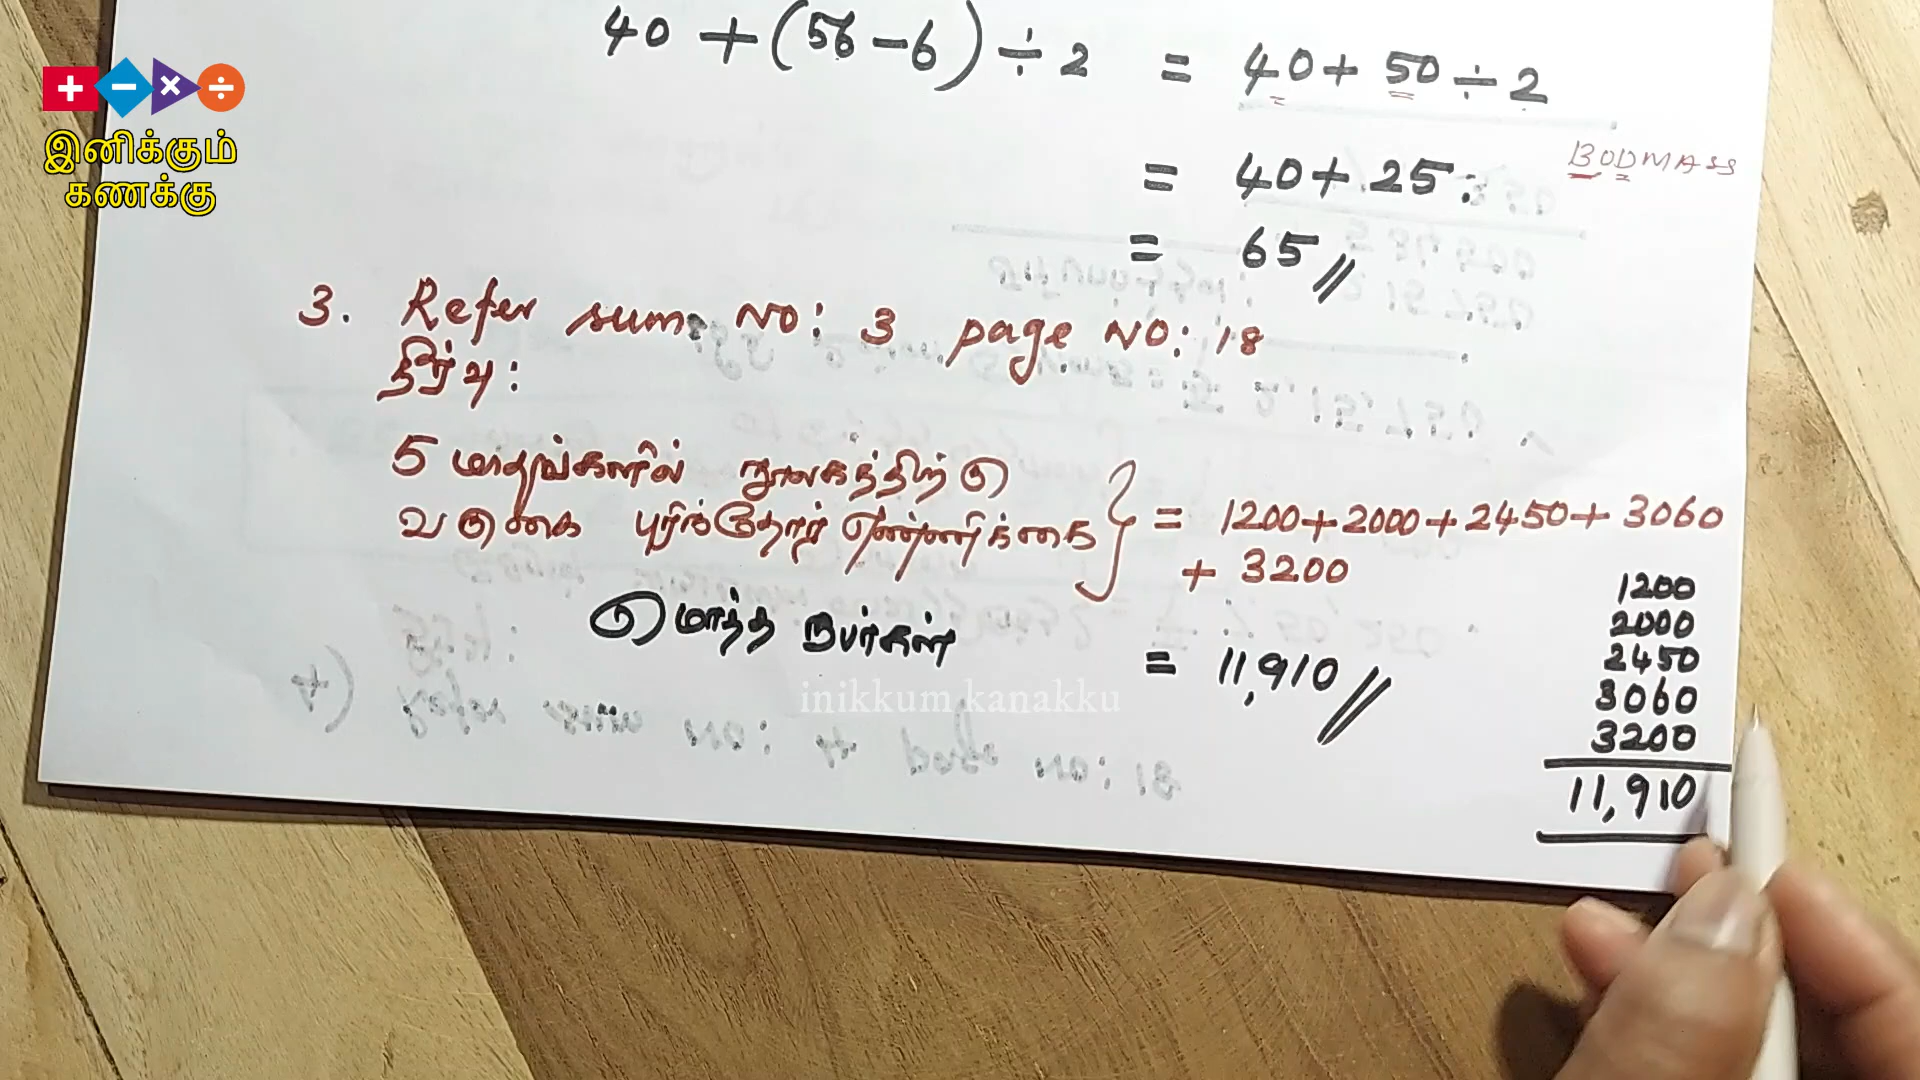 இனிக்கும்
கணக்கு
40 + (56 - 6) ÷ 2 = 40 + 50 ÷ 2
BODMASS
= 40 + 25
= 65 //
3. Refer sum No: 3 page NO: 18
தீர்வு:
5 மாதங்களில் நூலகத்திற்கு
வருகை புரிந்தோர் எண்ணிக்கை } = 1200 + 2000 + 2450 + 3060
+ 3200
மொத்த நபர்கள் = 11,910 //
1200
2000
2450
3060
3200
11,910
inikkum kanakku